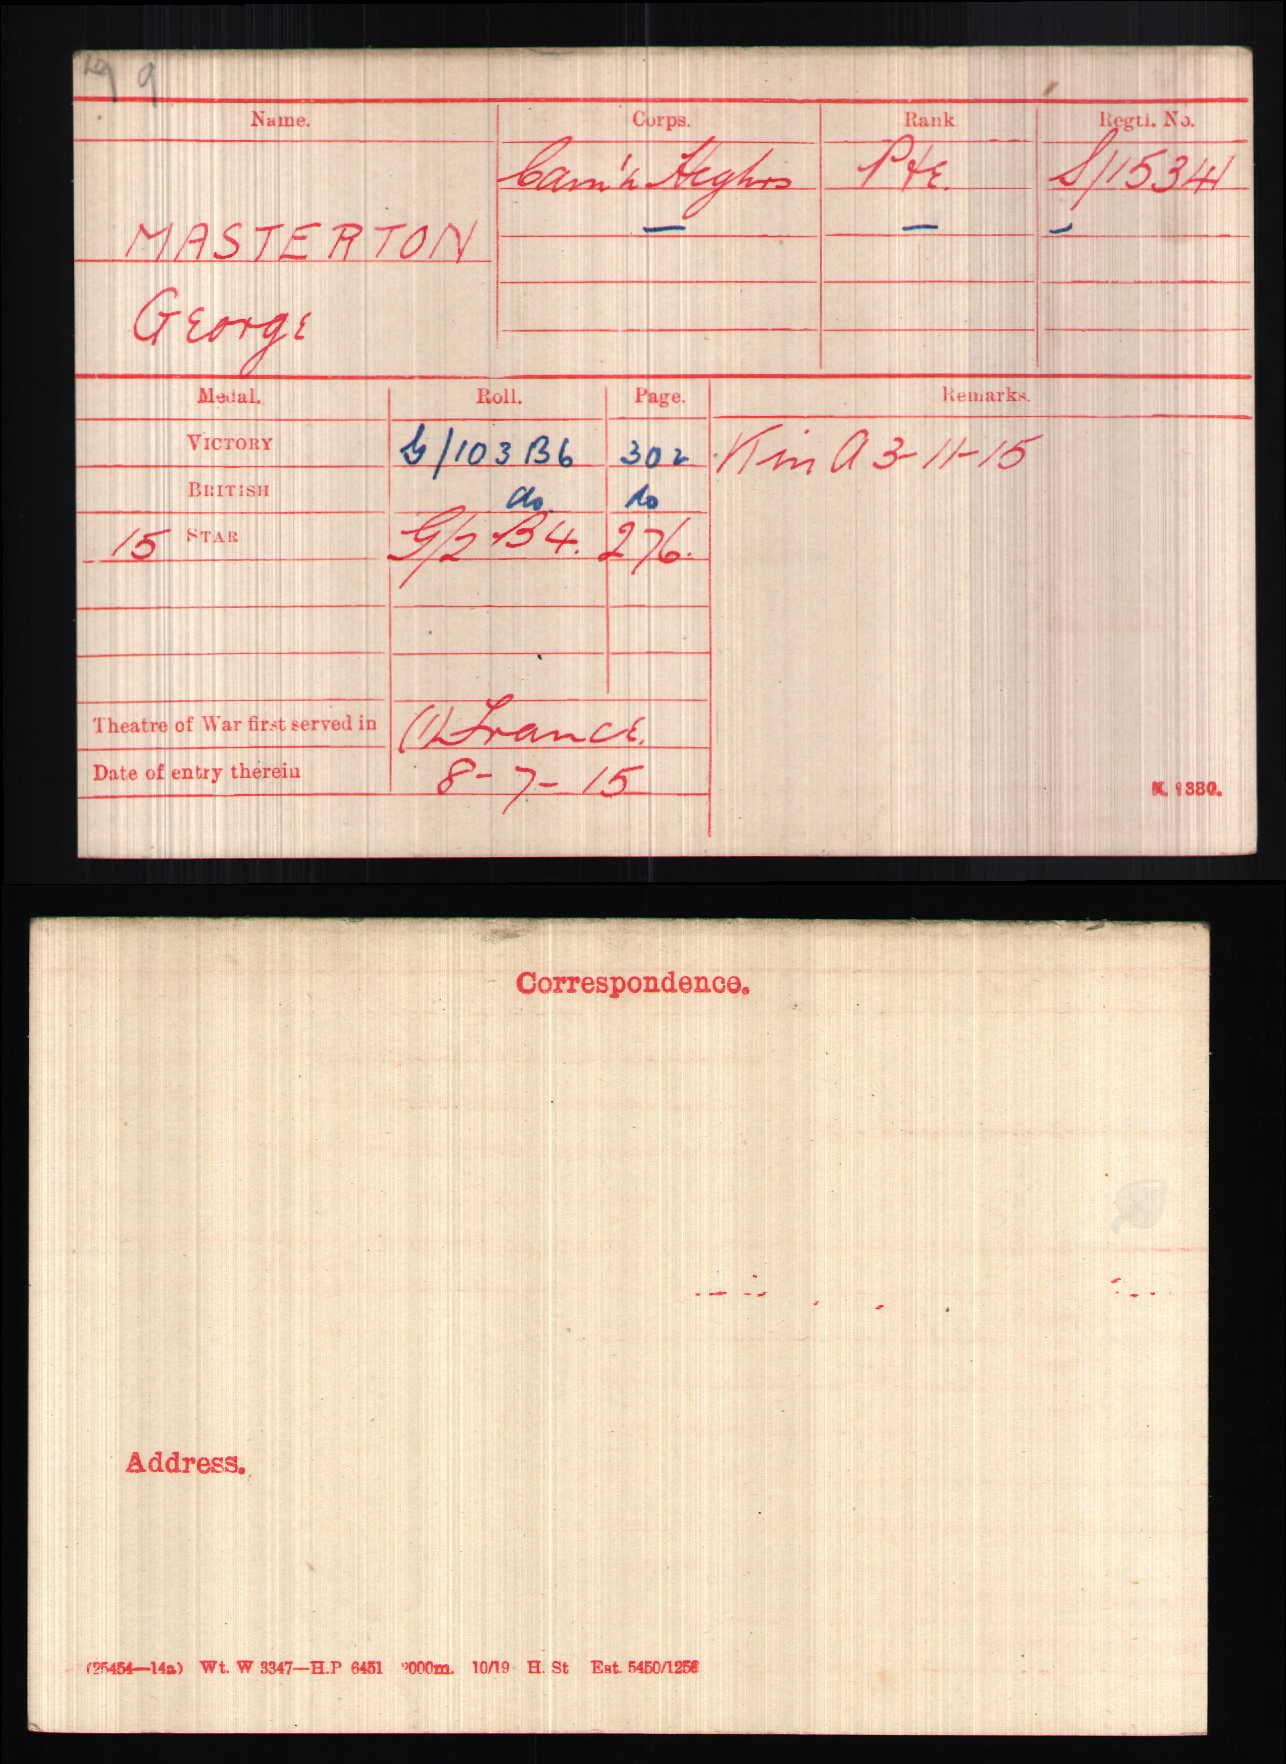 Name. Corps. Rank Regtl. No.
Cam'n Highrs Pte. S/15341
MASTERTON — — —
George
Medal. Roll. Page. Remarks.
VICTORY G/103 B6 302 K in A 3-11-15
BRITISH do. do
15 STAR G/2 B4. 276.
Theatre of War first served in (1) France.
Date of entry therein 8-7-15
K. 1380.
Correspondence.
Address.
(25454—14a) Wt. W 3347—H.P 6451 000m. 10/19 H. St Est. 5450/1256